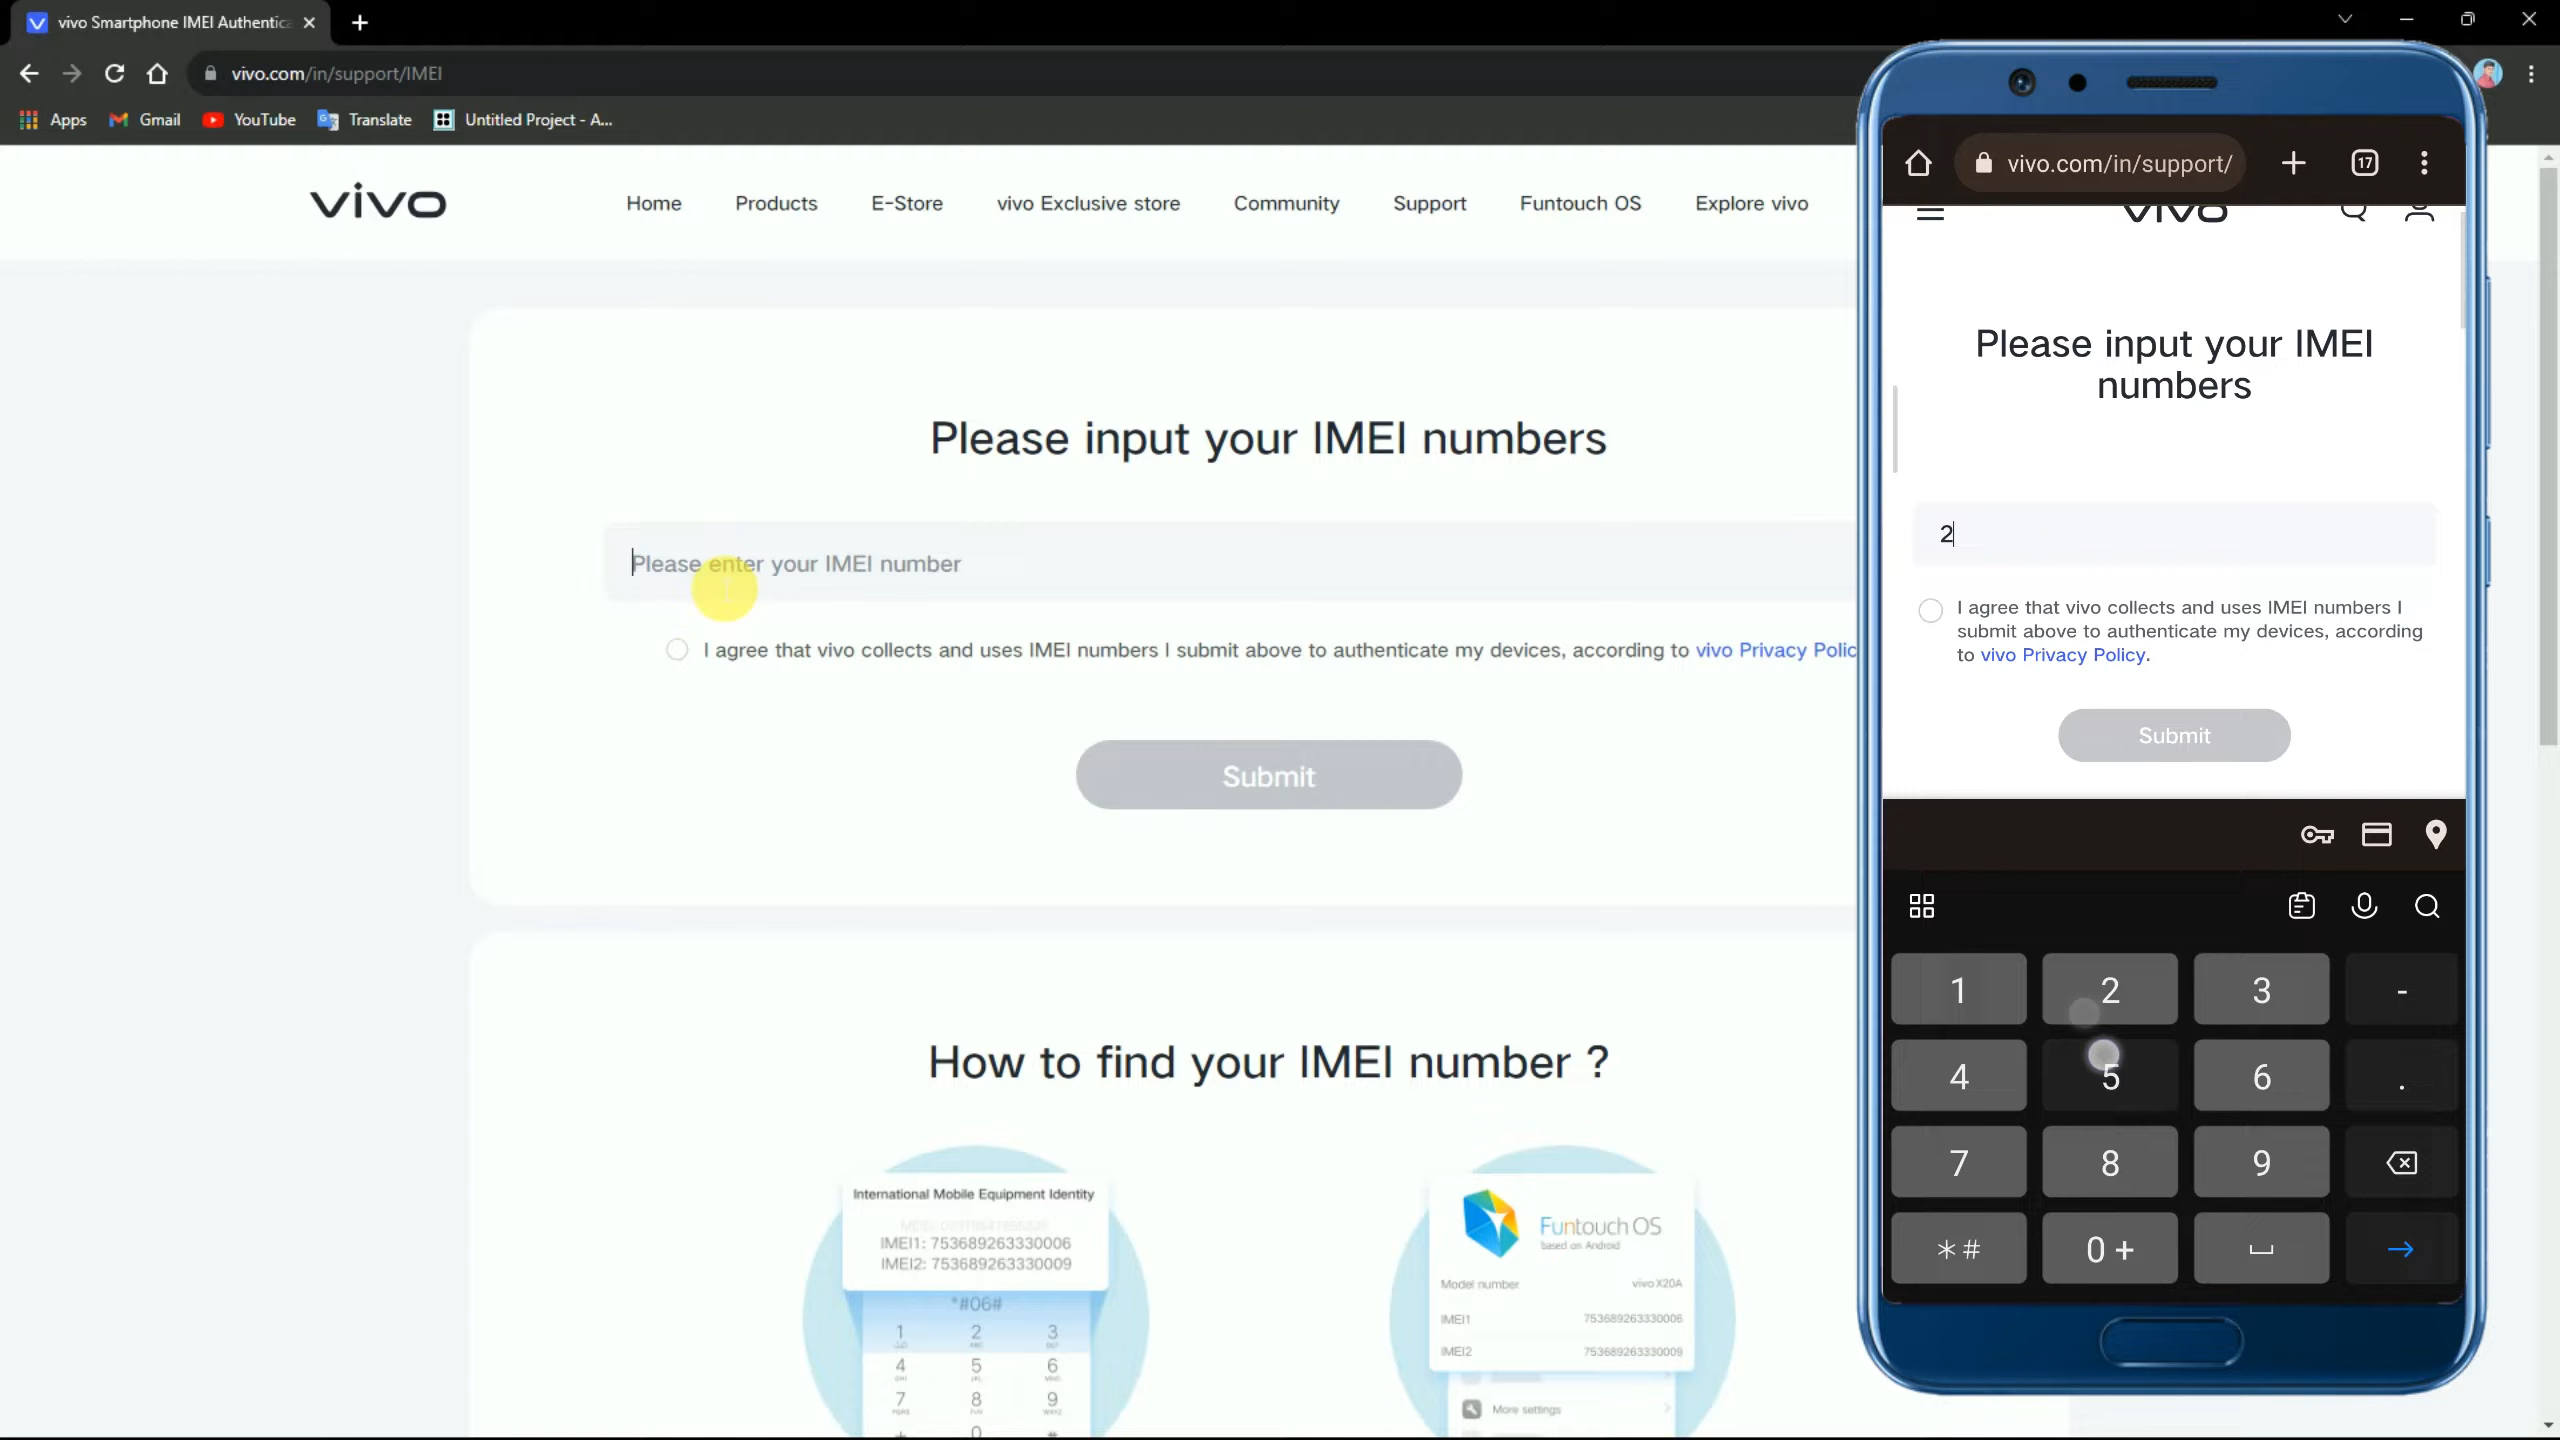 vivo Smartphone IMEI Authentica
vivo.com/in/support/IMEI
Apps
Gmail
YouTube
Translate
Untitled Project - A...
vivo
Home
Products
E-Store
vivo Exclusive store
Community
Support
Funtouch OS
Explore vivo
Please input your IMEI numbers
Please enter your IMEI number
I agree that vivo collects and uses IMEI numbers I submit above to authenticate my devices, according to vivo Privacy Polic
Submit
How to find your IMEI number ?
International Mobile Equipment Identity
IMEI1: 753689263330006
IMEI2: 753689263330009
*#06#
1
2
3
4
5
6
7
8
9
0
#
Funtouch OS
based on Android
Model number
vivo X20A
IMEI1
753689263330006
IMEI2
753689263330009
More settings
vivo.com/in/support/
17
vivo
Please input your IMEI
numbers
2
I agree that vivo collects and uses IMEI numbers I
submit above to authenticate my devices, according
to vivo Privacy Policy.
Submit
1
2
3
-
4
5
6
.
7
8
9
*#
0 +